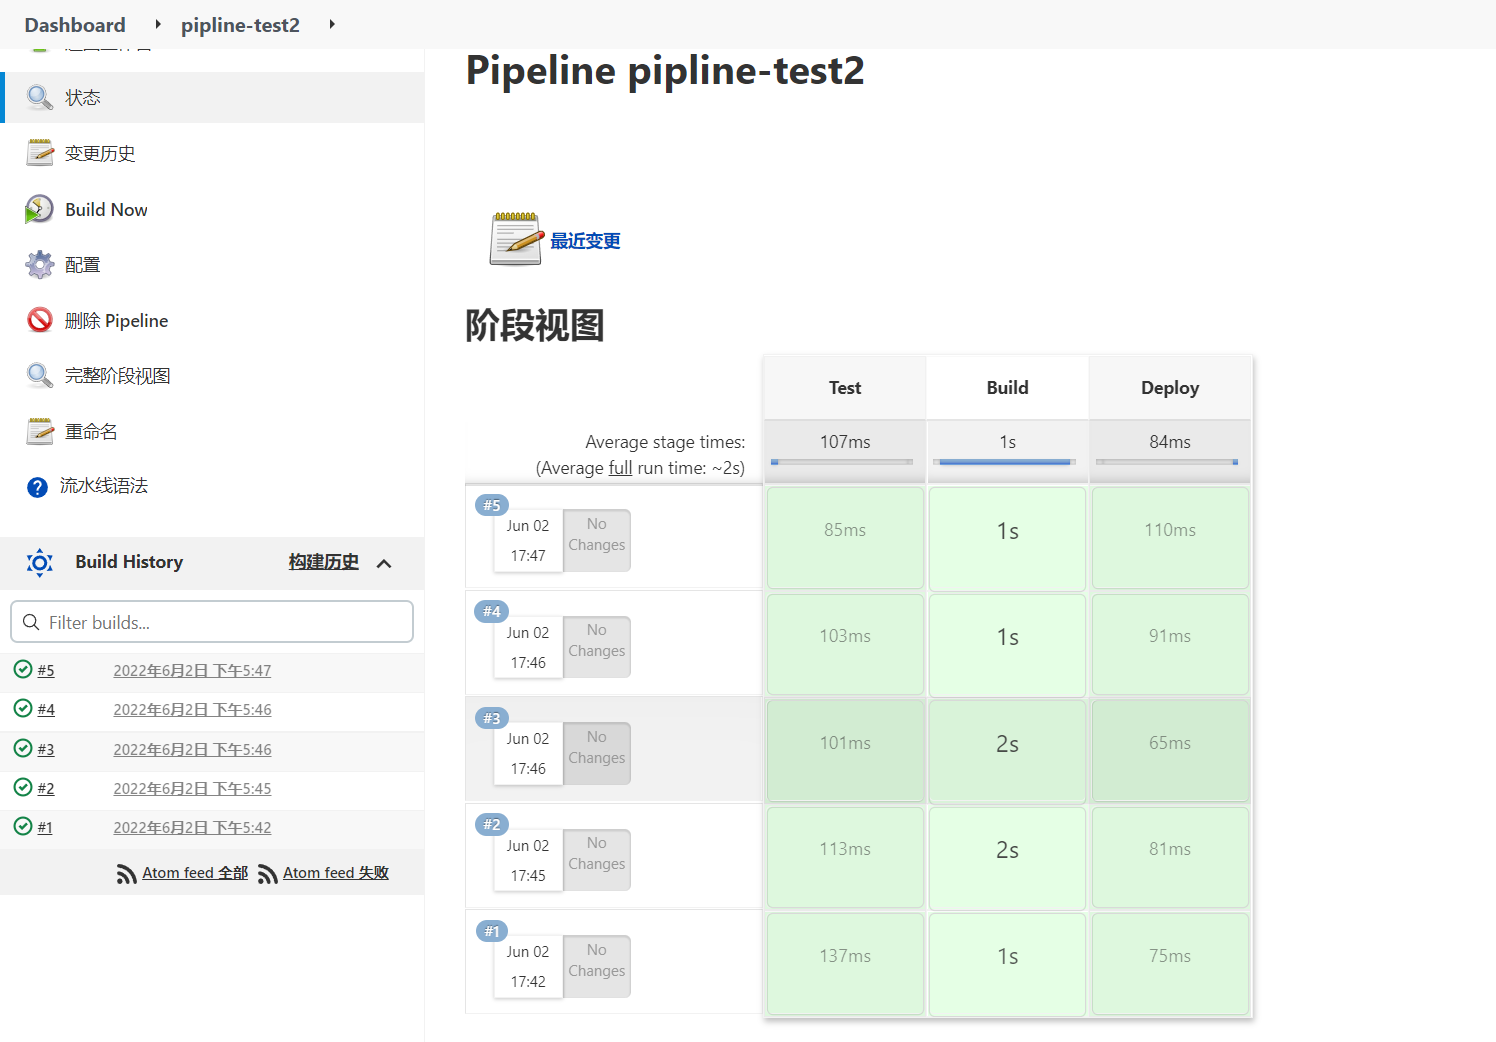 Dashboard
pipline-test2
状态
变更历史
Build Now
配置
删除 Pipeline
完整阶段视图
重命名
流水线语法
Build History
构建历史
Filter builds...
#5 2022年6月2日 下午5:47
#4 2022年6月2日 下午5:46
#3 2022年6月2日 下午5:46
#2 2022年6月2日 下午5:45
#1 2022年6月2日 下午5:42
Atom feed 全部 Atom feed 失败
Pipeline pipline-test2
最近变更
阶段视图
Test Build Deploy
Average stage times: 107ms 1s 84ms
(Average full run time: ~2s)
#5
Jun 02
17:47
No
Changes
85ms 1s 110ms
#4
Jun 02
17:46
No
Changes
103ms 1s 91ms
#3
Jun 02
17:46
No
Changes
101ms 2s 65ms
#2
Jun 02
17:45
No
Changes
113ms 2s 81ms
#1
Jun 02
17:42
No
Changes
137ms 1s 75ms